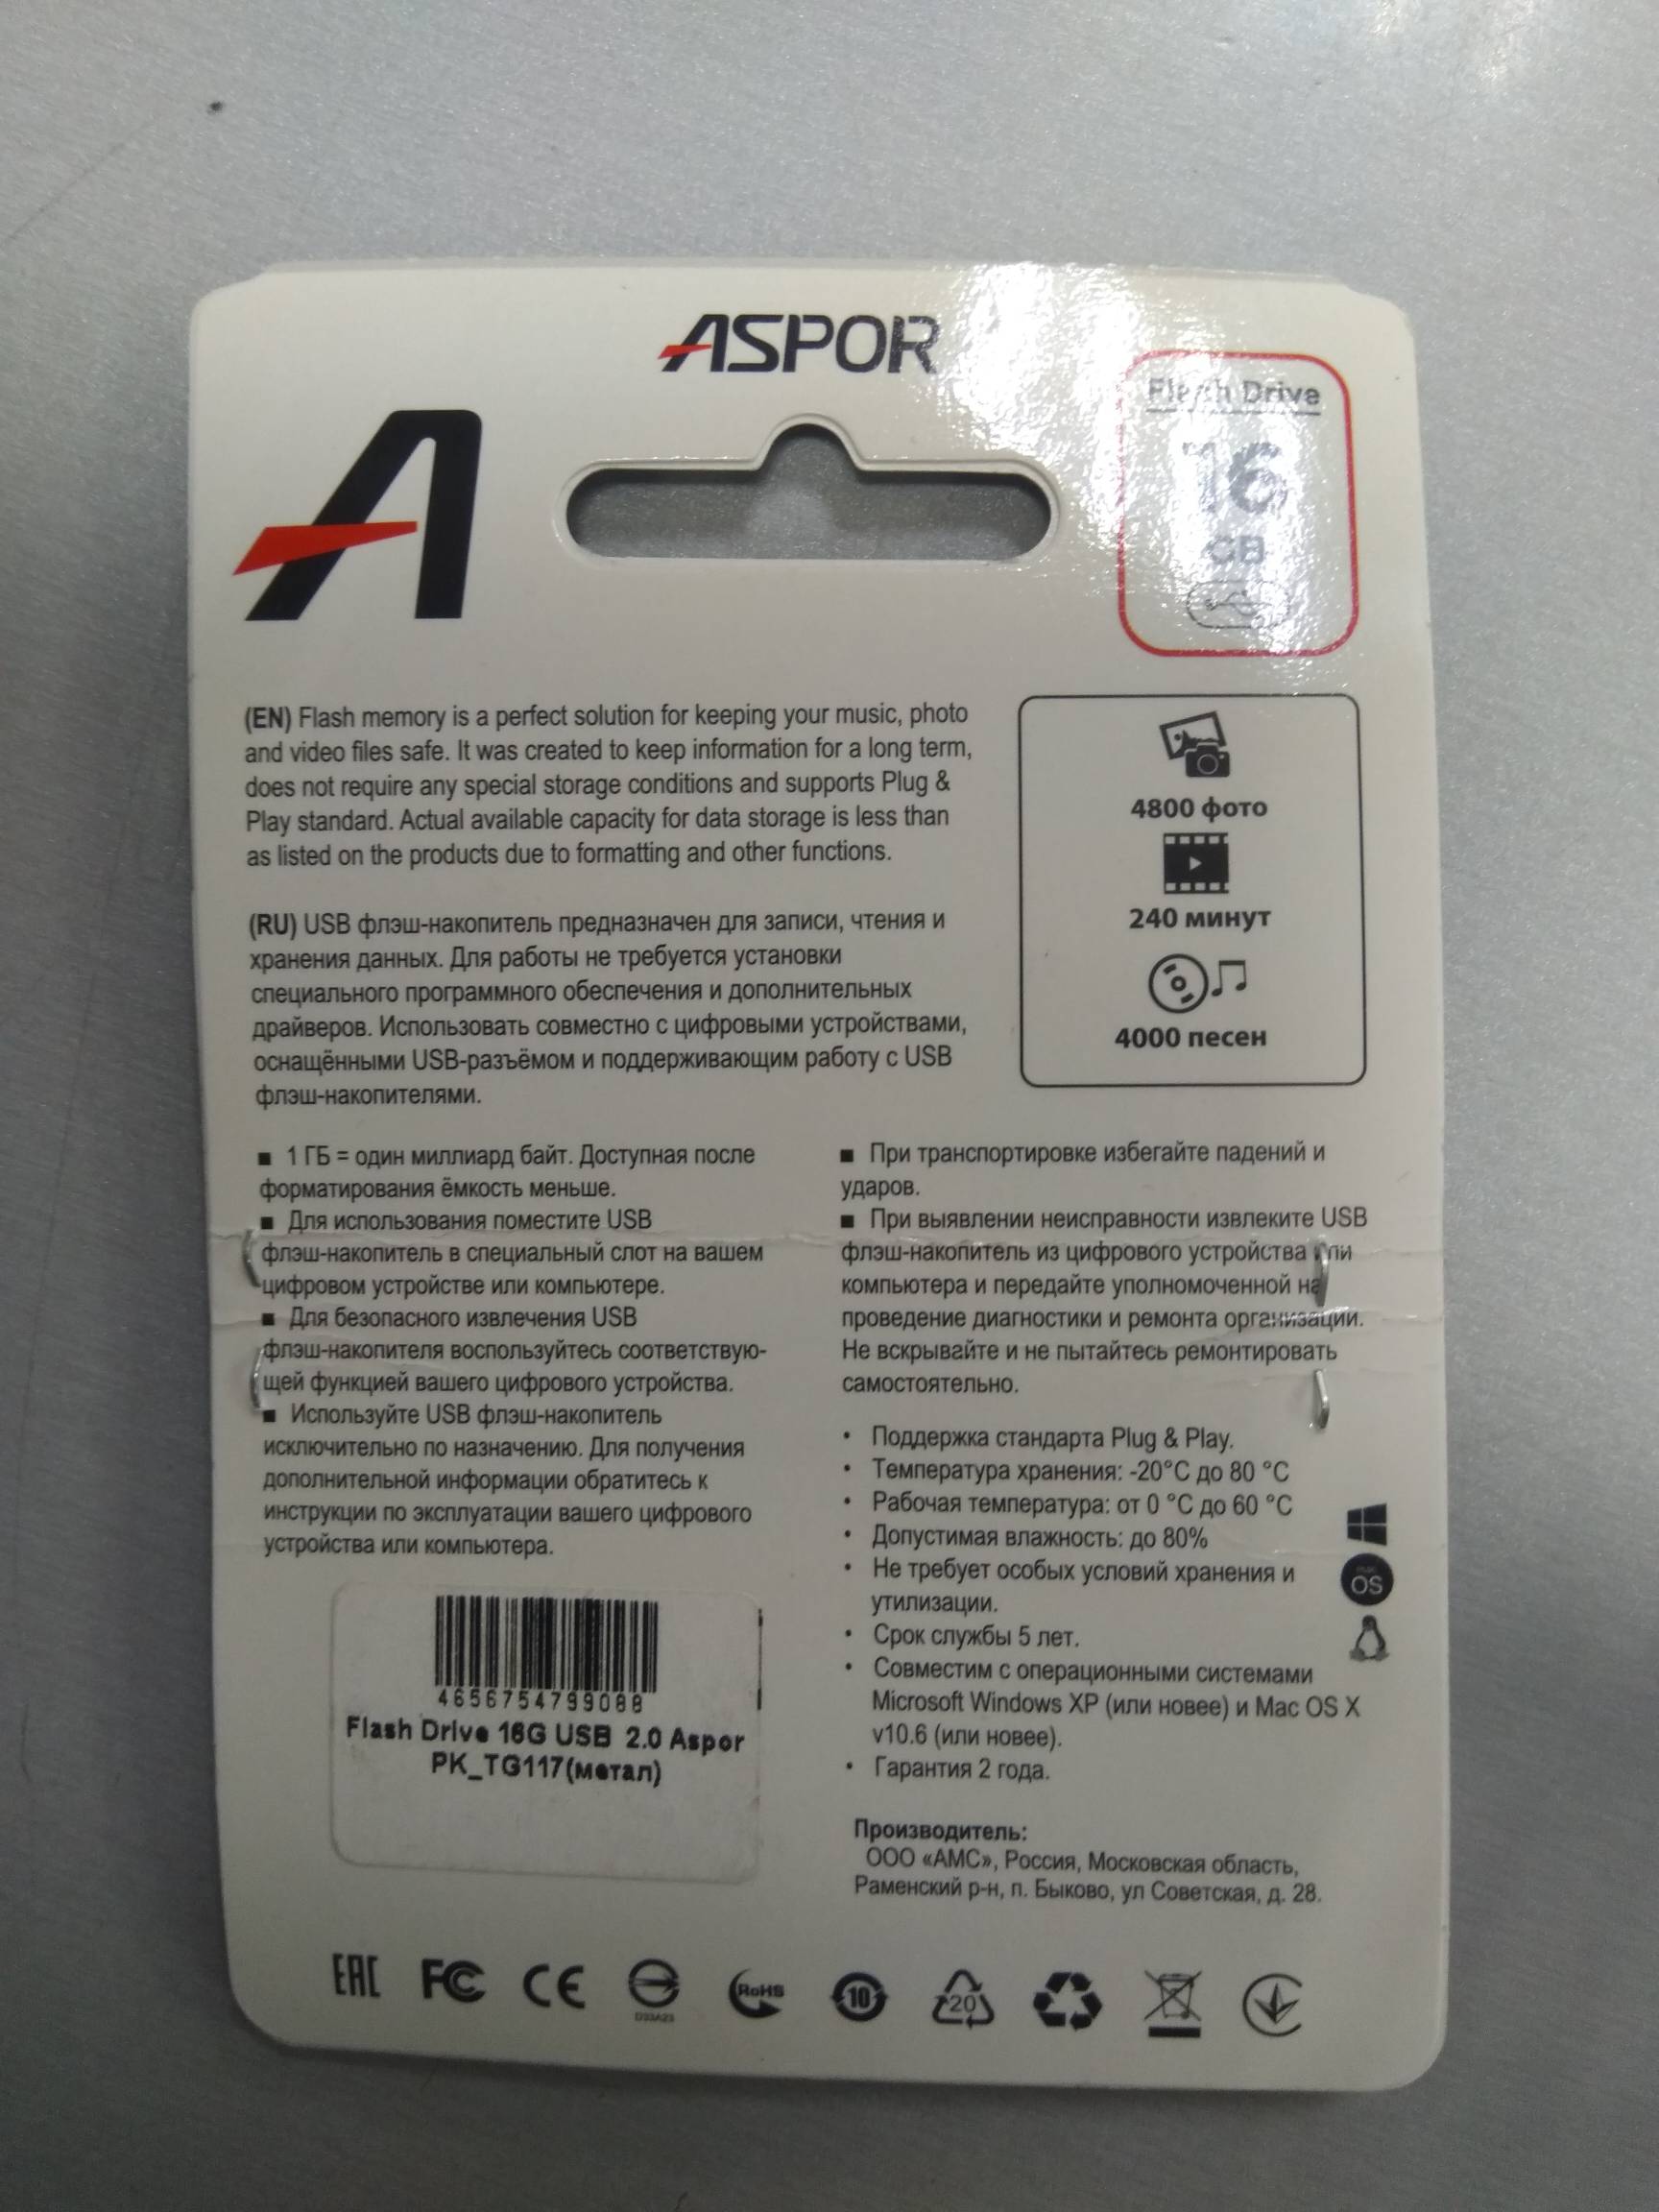 ASPOR
Flash Drive
16
GB
(EN) Flash memory is a perfect solution for keeping your music, photo
and video files safe. It was created to keep information for a long term,
does not require any special storage conditions and supports Plug &
Play standard. Actual available capacity for data storage is less than
as listed on the products due to formatting and other functions.
4800 фото
240 минут
4000 песен
(RU) USB флэш-накопитель предназначен для записи, чтения и
хранения данных. Для работы не требуется установки
специального программного обеспечения и дополнительных
драйверов. Использовать совместно с цифровыми устройствами,
оснащёнными USB-разъёмом и поддерживающим работу с USB
флэш-накопителями.
■ 1 ГБ = один миллиард байт. Доступная после
форматирования ёмкость меньше.
■ Для использования поместите USB
флэш-накопитель в специальный слот на вашем
цифровом устройстве или компьютере.
■ Для безопасного извлечения USB
флэш-накопителя воспользуйтесь соответствую-
щей функцией вашего цифрового устройства.
■ Используйте USB флэш-накопитель
исключительно по назначению. Для получения
дополнительной информации обратитесь к
инструкции по эксплуатации вашего цифрового
устройства или компьютера.
■ При транспортировке избегайте падений и
ударов.
■ При выявлении неисправности извлеките USB
флэш-накопитель из цифрового устройства или
компьютера и передайте уполномоченной на
проведение диагностики и ремонта организации.
Не вскрывайте и не пытайтесь ремонтировать
самостоятельно.
• Поддержка стандарта Plug & Play.
• Температура хранения: -20°C до 80 °C
• Рабочая температура: от 0 °C до 60 °C
• Допустимая влажность: до 80%
• Не требует особых условий хранения и
утилизации.
• Срок службы 5 лет.
• Совместим с операционными системами
Microsoft Windows XP (или новее) и Mac OS X
v10.6 (или новее).
• Гарантия 2 года.
OS
4656754799088
Flash Drive 16G USB 2.0 Aspor
PK_TG117(метал)
Производитель:
ООО «АМС», Россия, Московская область,
Раменский р-н, п. Быково, ул Советская, д. 28.
EAC FC CE RoHS 10 20